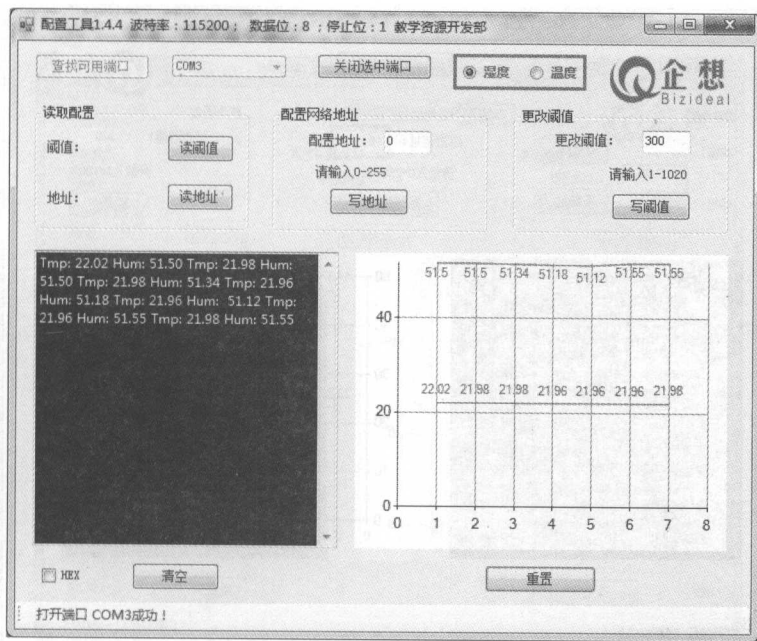 配置工具1.4.4 波特率：115200； 数据位：8 ；停止位：1 教学资源开发部
查找可用端口 COM3 关闭选中端口 湿度 温度
企想
Bizideal
读取配置 配置网络地址 更改阈值
阈值： 读阈值 配置地址： 0 更改阈值： 300
请输入0-255 请输入1-1020
地址： 读地址 写地址 写阈值
Tmp: 22.02 Hum: 51.50 Tmp: 21.98 Hum:
51.50 Tmp: 21.98 Hum: 51.34 Tmp: 21.96
Hum: 51.18 Tmp: 21.96 Hum: 51.12 Tmp:
21.96 Hum: 51.55 Tmp: 21.98 Hum: 51.55
51.5 51.5 51.34 51.18 51.12 51.55 51.55
40
22.02 21.98 21.98 21.96 21.96 21.96 21.98
20
0
0 1 2 3 4 5 6 7 8
HEX 清空 重置
打开端口 COM3成功！